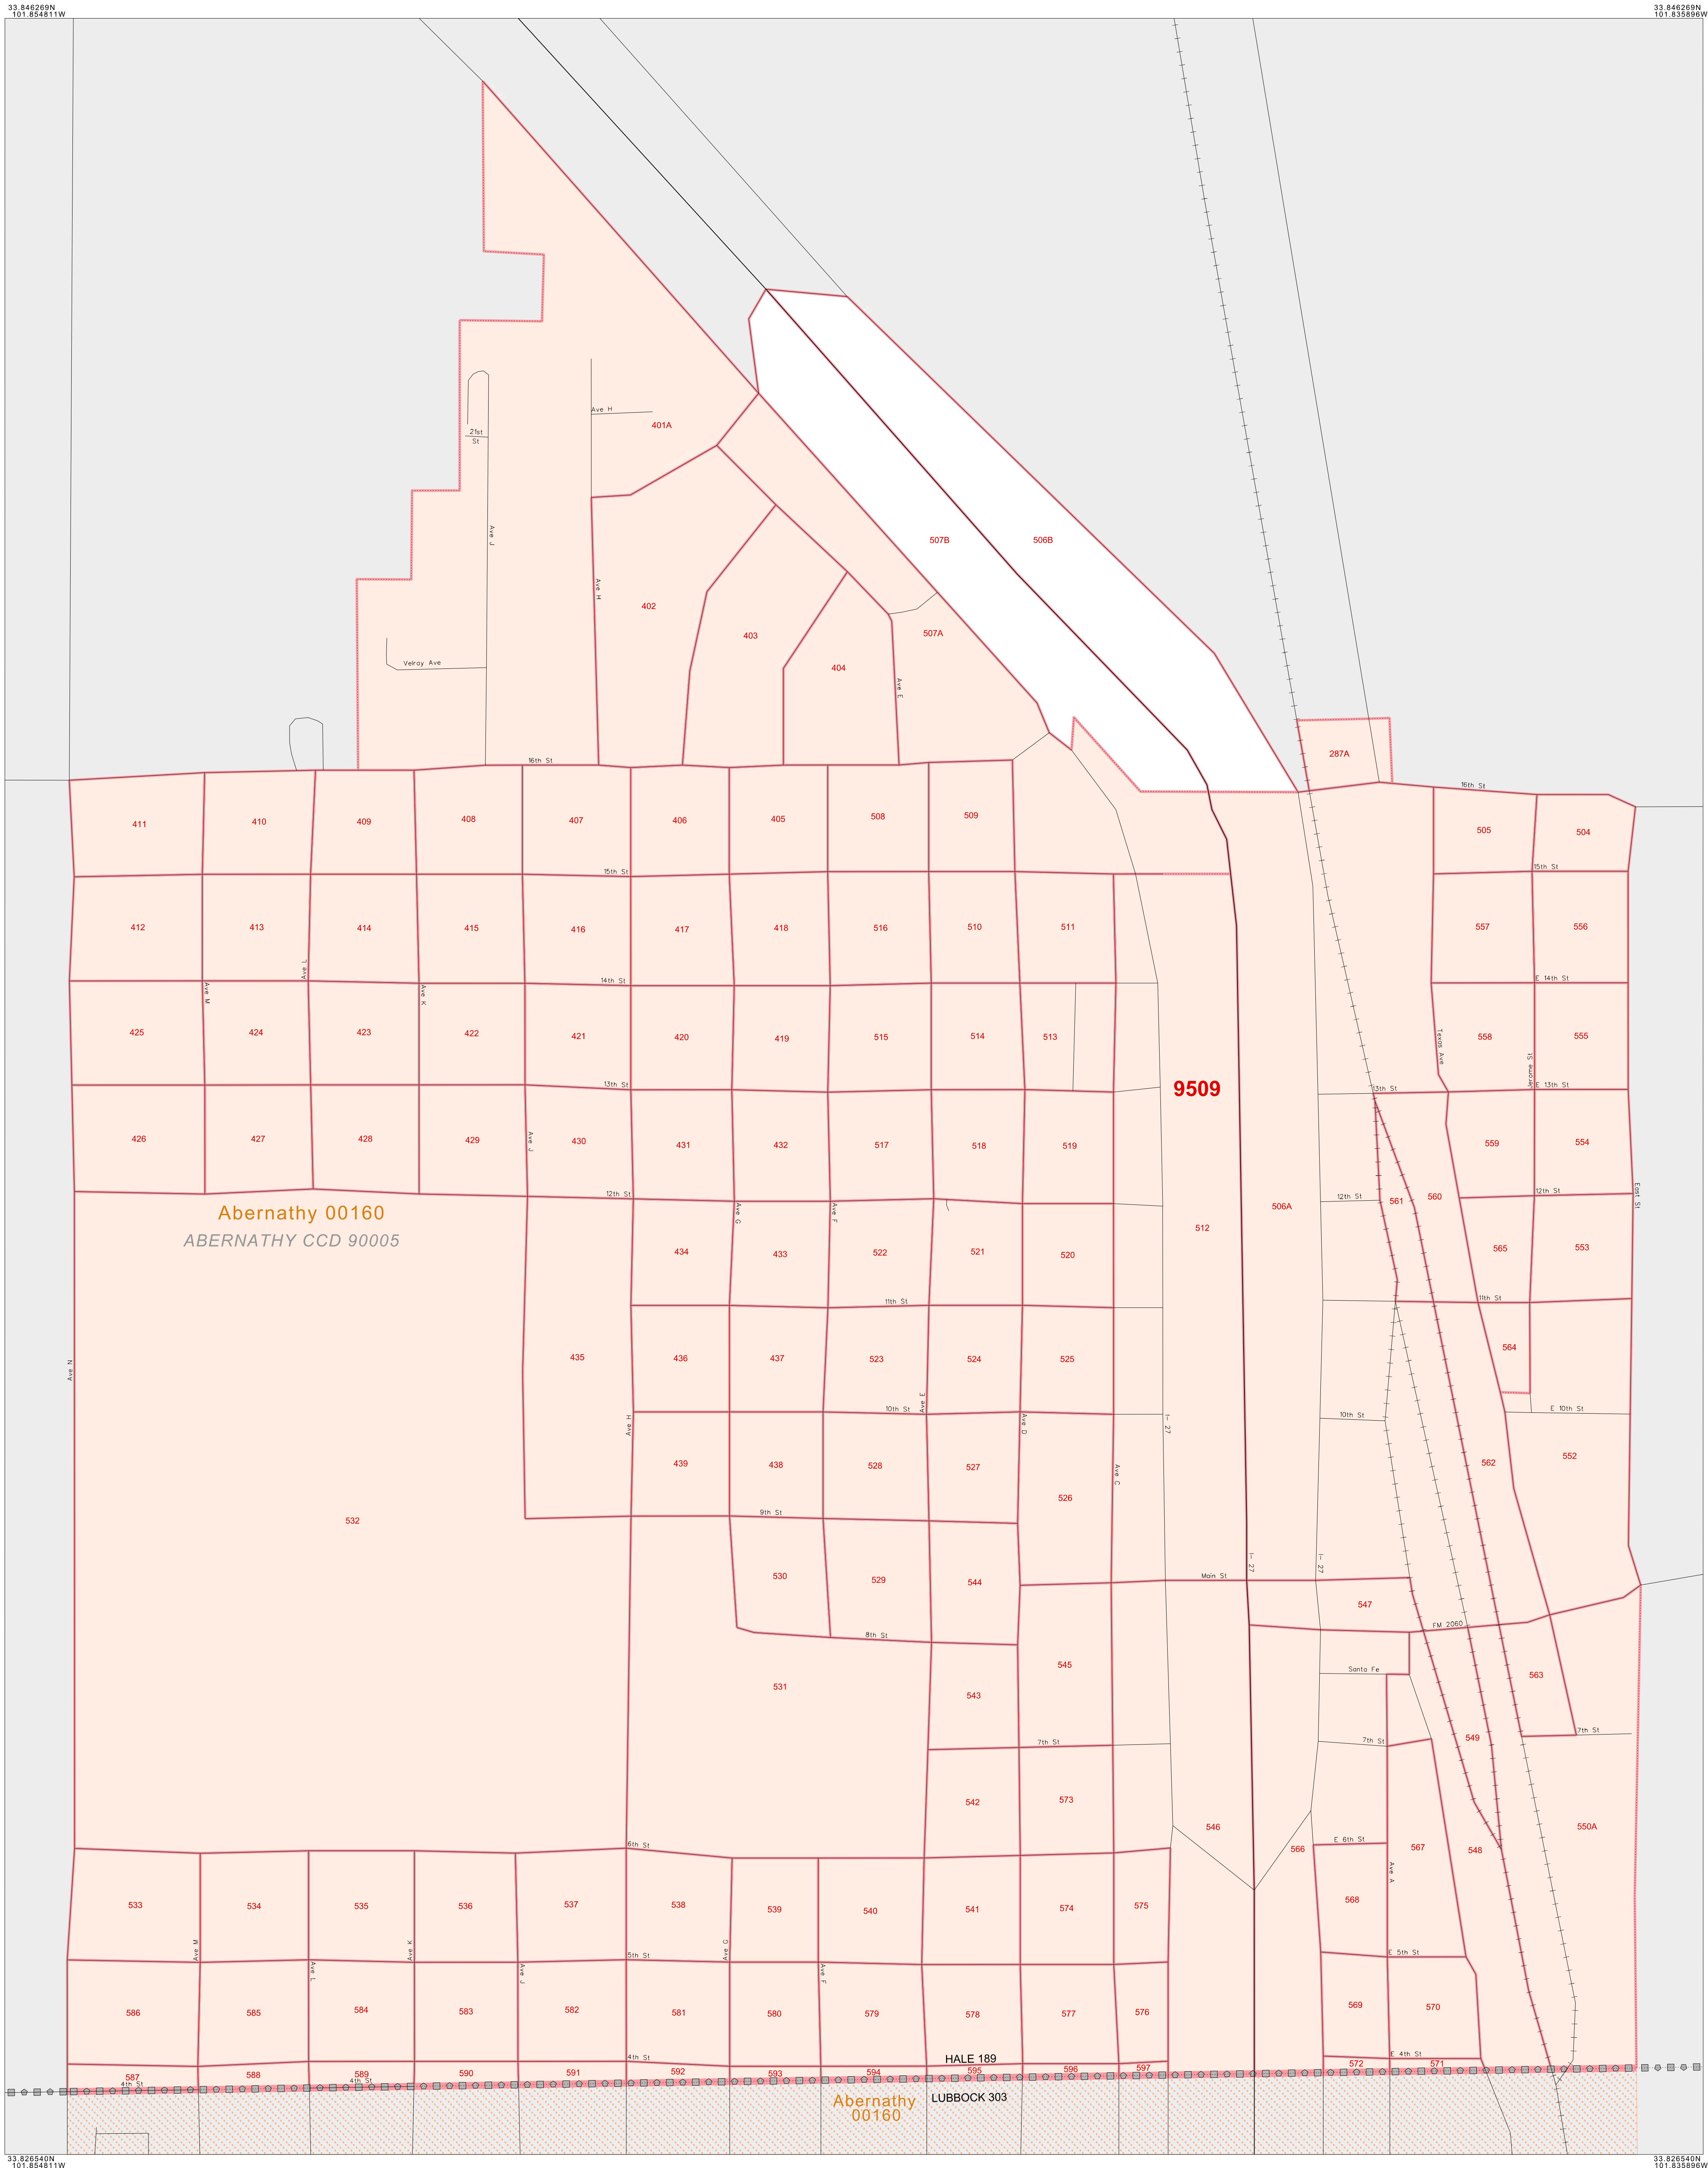 33.846269N
101.854811W
33.846269N
101.835896W
401A
Ave H
21st
St
Ave J
507B
506B
Ave H
402
403
507A
404
Velray Ave
Ave E
287A
16th St
16th St
411
410
409
408
407
406
405
508
509
505
504
15th St
15th St
412
413
414
415
416
417
418
516
510
511
557
556
Ave L
14th St
E 14th St
Ave M
Ave K
425
424
423
422
421
420
419
515
514
513
558
555
Texas Ave
Jerome St
13th St
13th St
E 13th St
9509
426
427
428
429
Ave J
430
431
432
517
518
519
559
554
12th St
12th St
12th St
561
560
East St
Abernathy 00160
ABERNATHY CCD 90005
Ave G
Ave F
506A
512
434
433
522
521
520
565
553
11th St
11th St
Ave N
435
436
437
523
524
525
564
Ave E
10th St
10th St
E 10th St
Ave H
Ave D
I- 27
439
438
528
527
Ave C
562
552
526
532
9th St
I- 27
I- 27
530
529
544
Main St
547
FM 2060
8th St
545
Santa Fe
563
531
543
7th St
7th St
7th St
549
542
573
546
550A
6th St
E 6th St
566
567
548
Ave A
533
534
535
536
537
538
539
540
541
574
575
568
Ave M
Ave K
Ave G
5th St
E 5th St
Ave L
Ave J
Ave F
586
585
584
583
582
581
580
579
578
577
576
569
570
4th St
E 4th St
HALE 189
587
588
589
590
591
592
593
594
595
596
597
572
571
4th St
4th St
Abernathy
00160
LUBBOCK 303
33.826540N
101.854811W
33.826540N
101.835896W